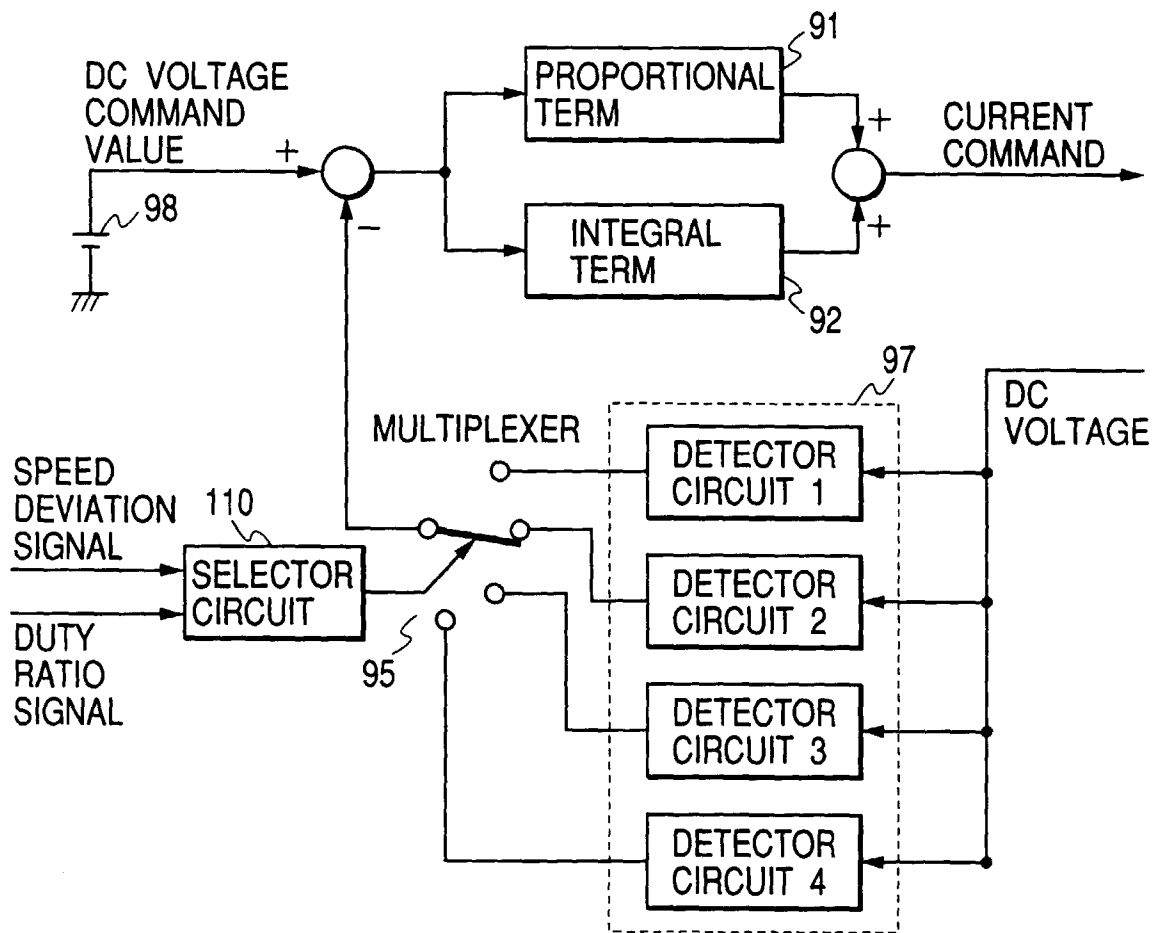 91
DC VOLTAGE
COMMAND
VALUE
PROPORTIONAL
TERM
+
+
CURRENT
COMMAND
98
−
INTEGRAL
TERM
+
92
97
DC
VOLTAGE
MULTIPLEXER
DETECTOR
CIRCUIT 1
SPEED
DEVIATION
SIGNAL
110
SELECTOR
CIRCUIT
DETECTOR
CIRCUIT 2
DUTY
RATIO
SIGNAL
95
DETECTOR
CIRCUIT 3
DETECTOR
CIRCUIT 4